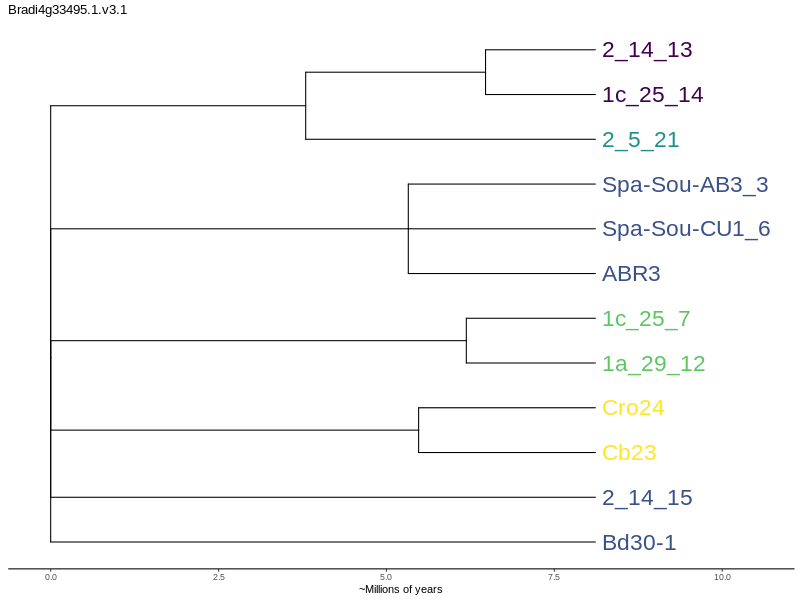 Bradi4g33495.1.v3.1
2_14_13
1c_25_14
2_5_21
Spa-Sou-AB3_3
Spa-Sou-CU1_6
ABR3
1c_25_7
1a_29_12
Cro24
Cb23
2_14_15
Bd30-1
0.0 2.5 5.0 7.5 10.0
~Millions of years